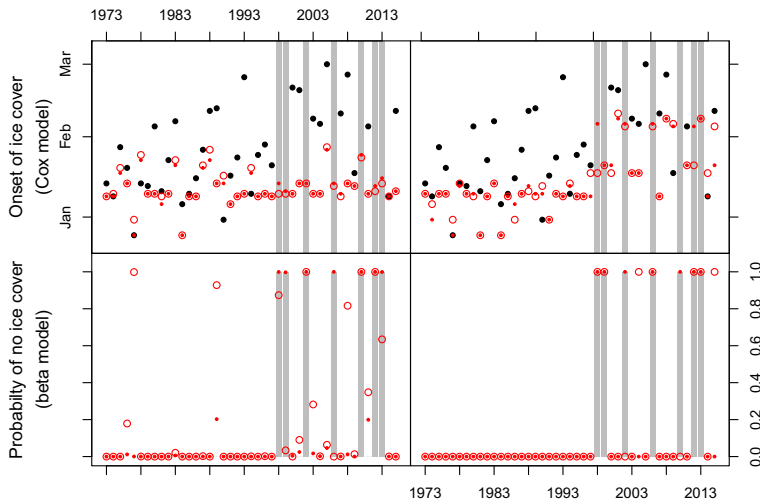 1973 1983 1993 2003 2013
Onset of ice cover
(Cox model)
Jan Feb Mar
Probabilty of no ice cover
(beta model)
0.0 0.2 0.4 0.6 0.8 1.0
1973 1983 1993 2003 2013